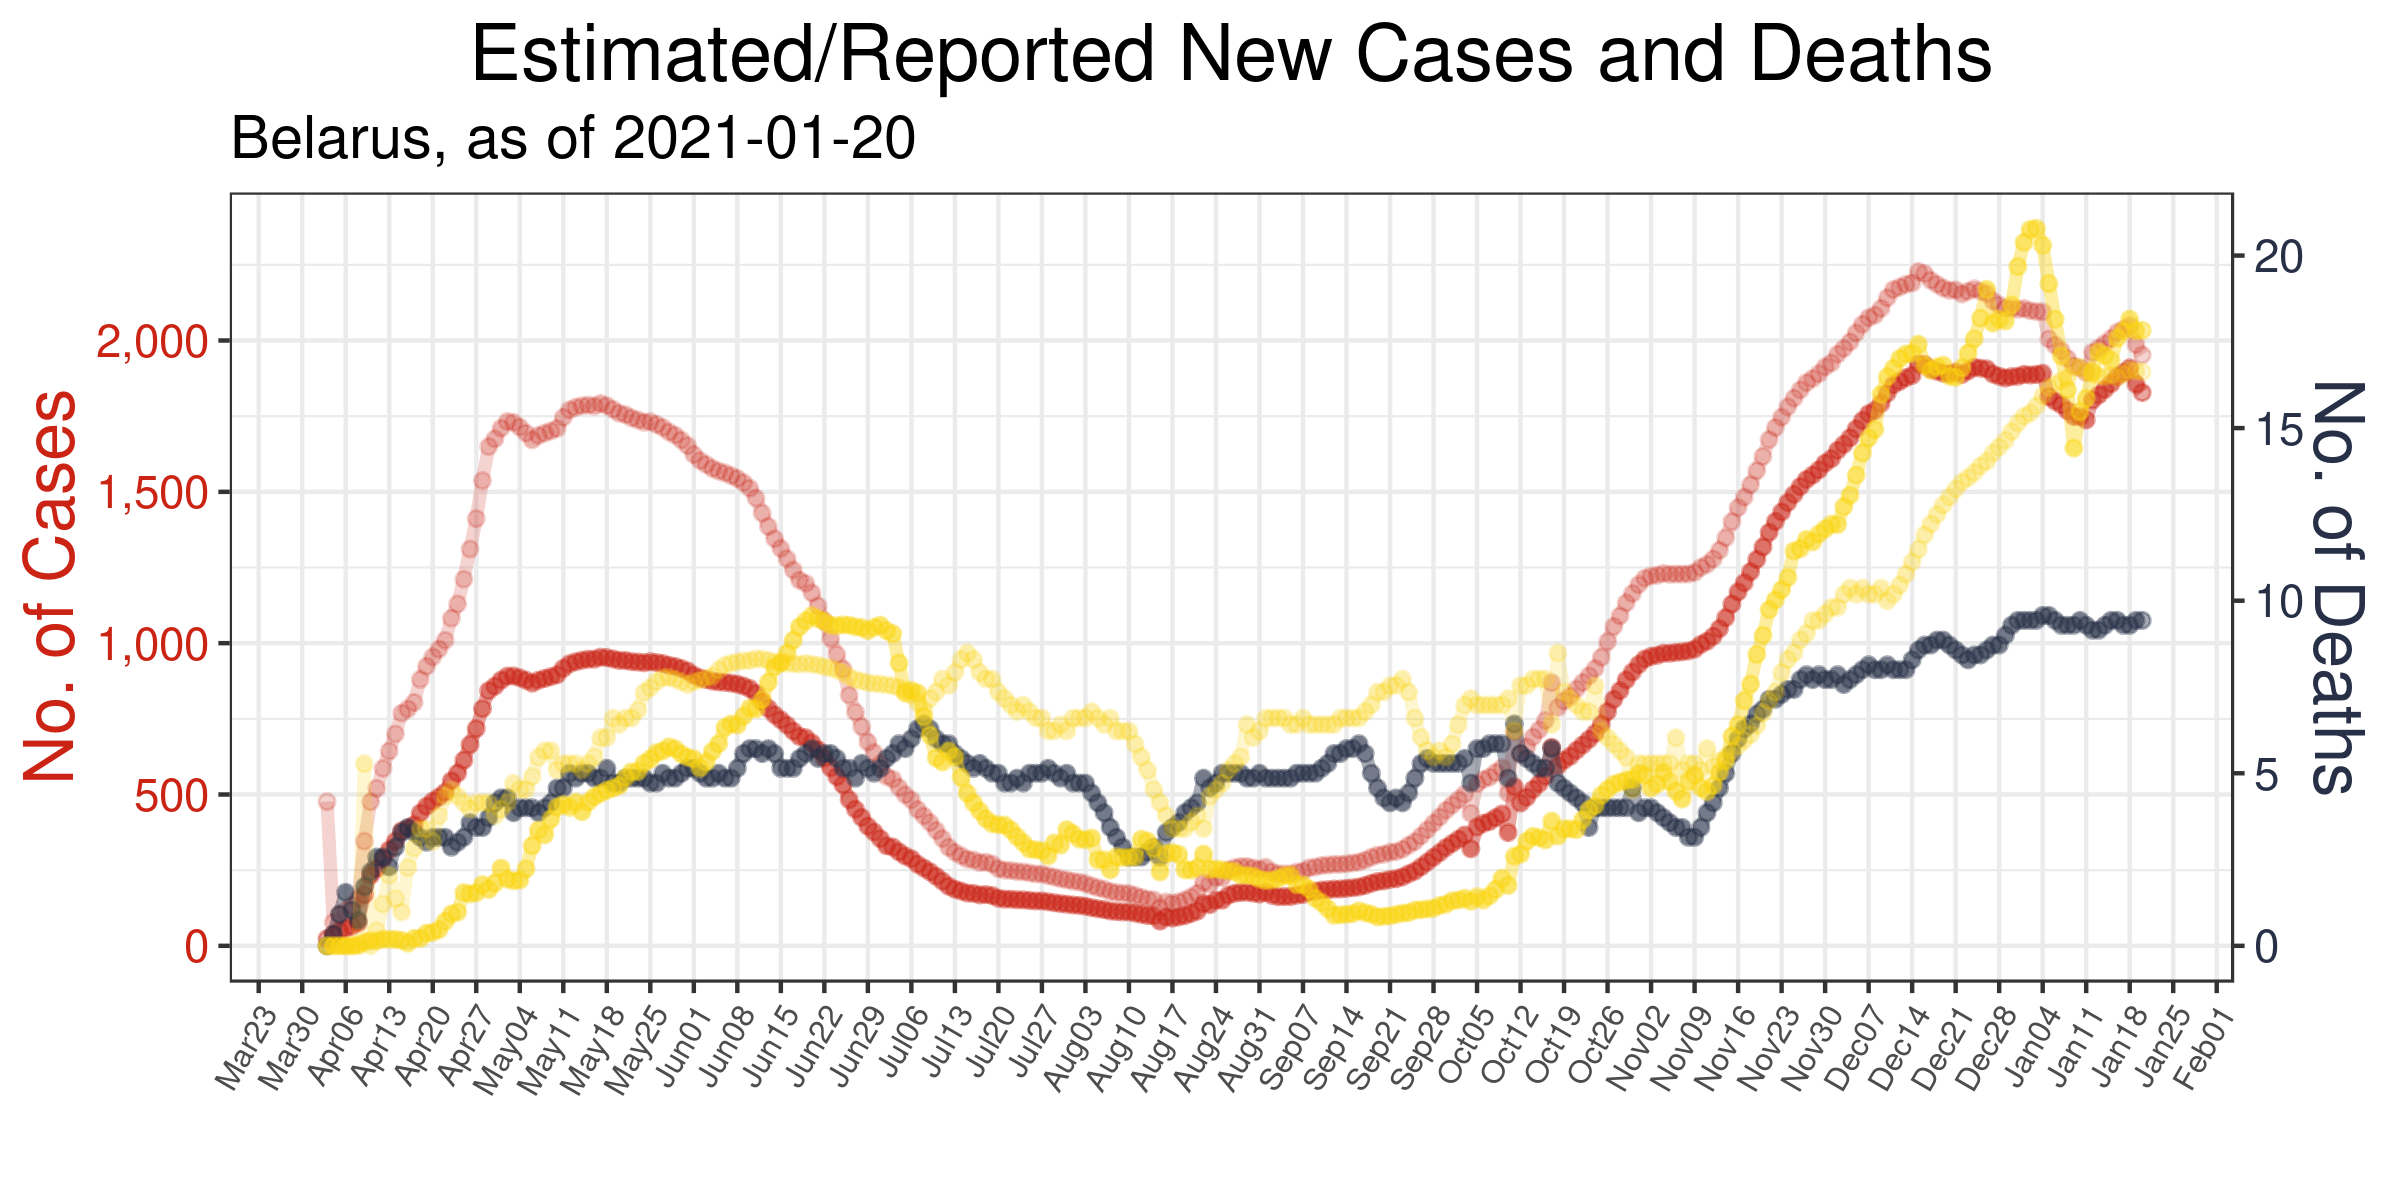 Estimated/Reported New Cases and Deaths
Belarus, as of 2021-01-20
No. of Cases
2,000
1,500
1,000
500
0
20
15
10
5
0
No. of Deaths
Mar23 Mar30 Apr06 Apr13 Apr20 Apr27 May04 May11 May18 May25 Jun01 Jun08 Jun15 Jun22 Jun29 Jul06 Jul13 Jul20 Jul27 Aug03 Aug10 Aug17 Aug24 Aug31 Sep07 Sep14 Sep21 Sep28 Oct05 Oct12 Oct19 Oct26 Nov02 Nov09 Nov16 Nov23 Nov30 Dec07 Dec14 Dec21 Dec28 Jan04 Jan11 Jan18 Jan25 Feb01